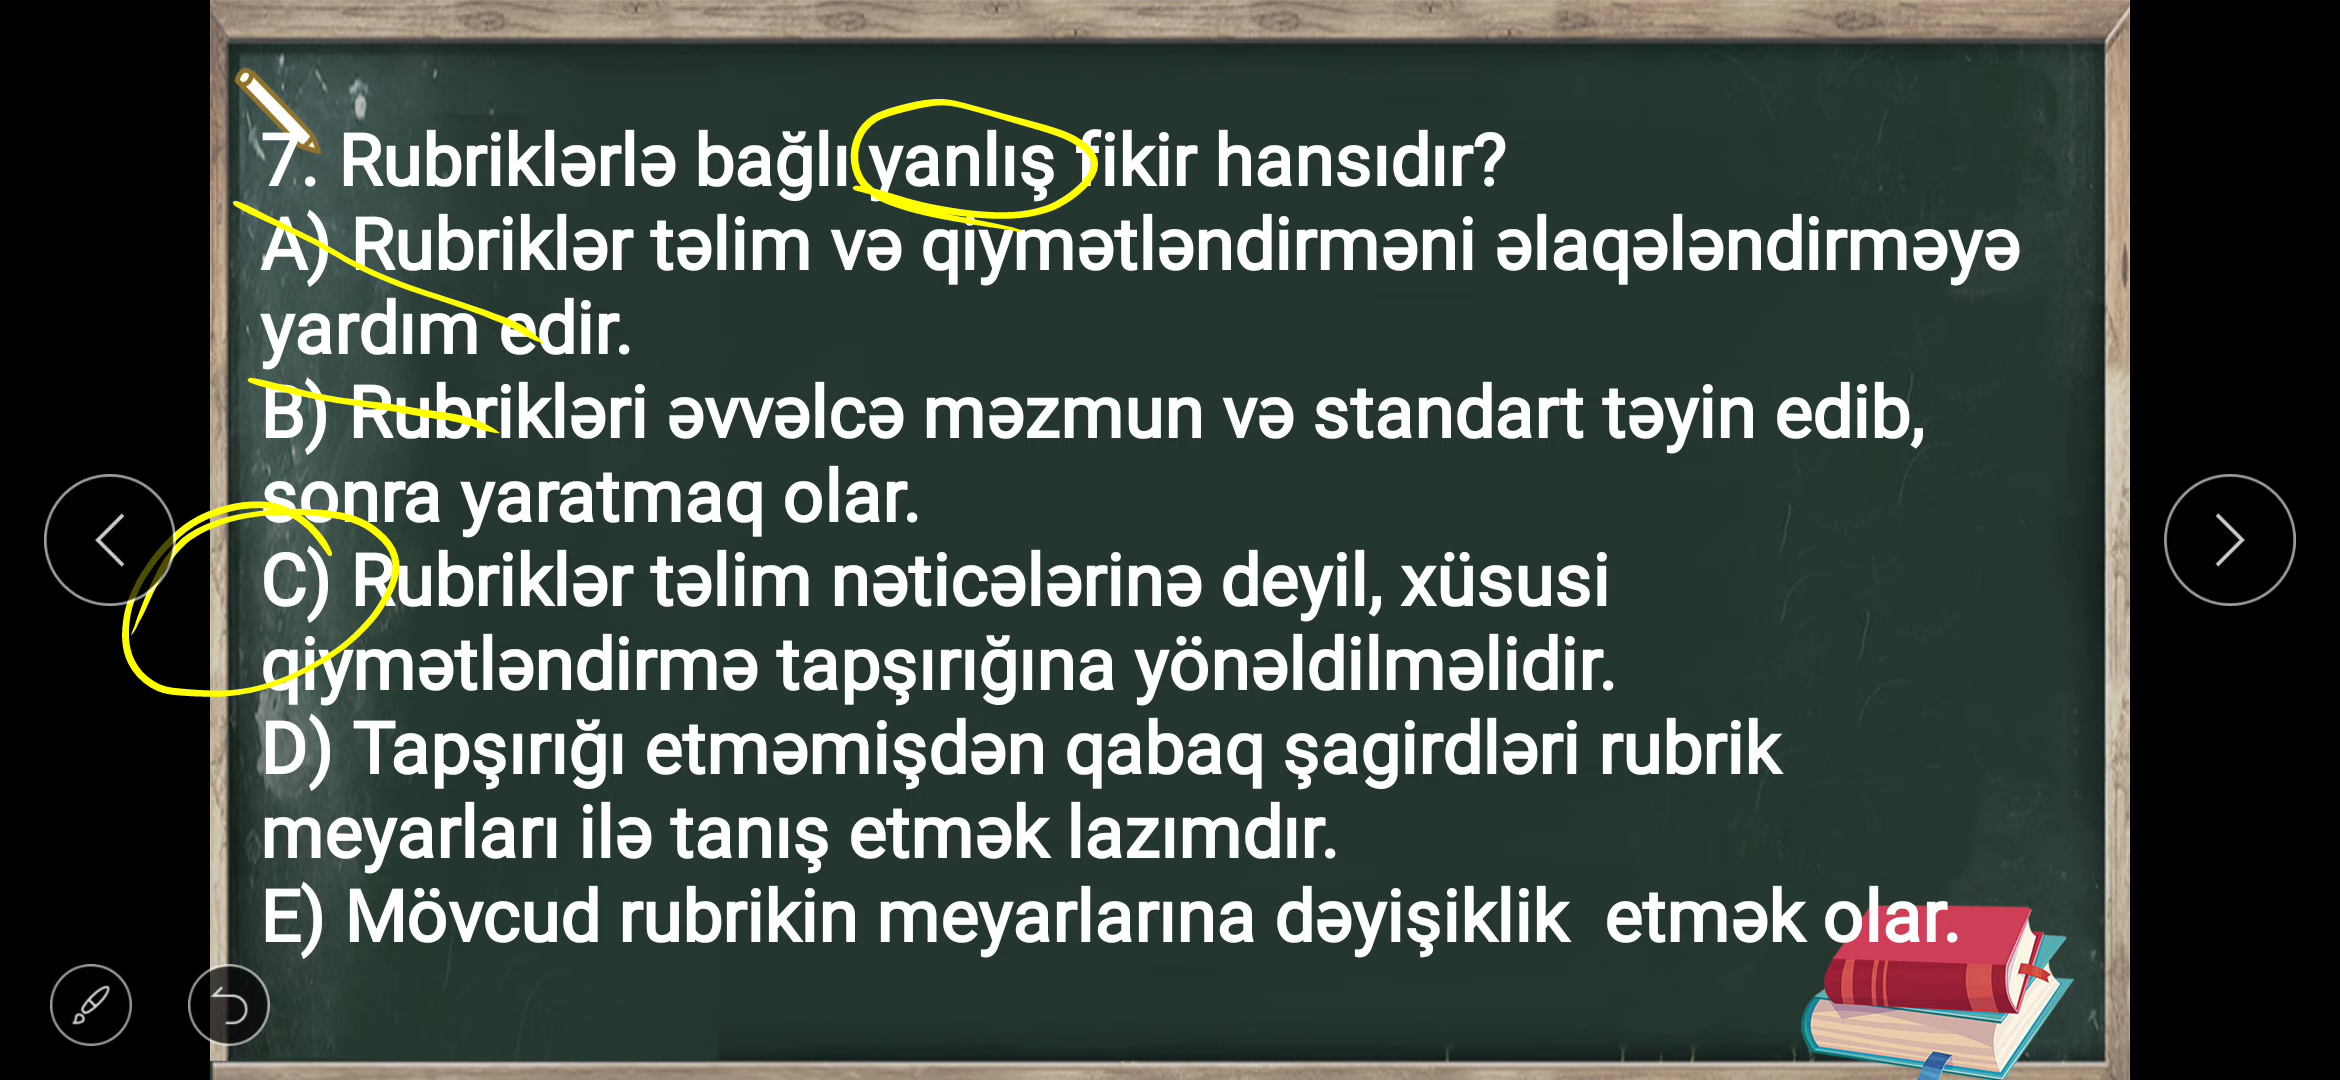 7. Rubriklərlə bağlı yanlış fikir hansıdır?
A) Rubriklər təlim və qiymətləndirməni əlaqələndirməyə
yardım edir.
B) Rubrikləri əvvəlcə məzmun və standart təyin edib,
sonra yaratmaq olar.
C) Rubriklər təlim nəticələrinə deyil, xüsusi
qiymətləndirmə tapşırığına yönəldilməlidir.
D) Tapşırığı etməmişdən qabaq şagirdləri rubrik
meyarları ilə tanış etmək lazımdır.
E) Mövcud rubrikin meyarlarına dəyişiklik  etmək olar.